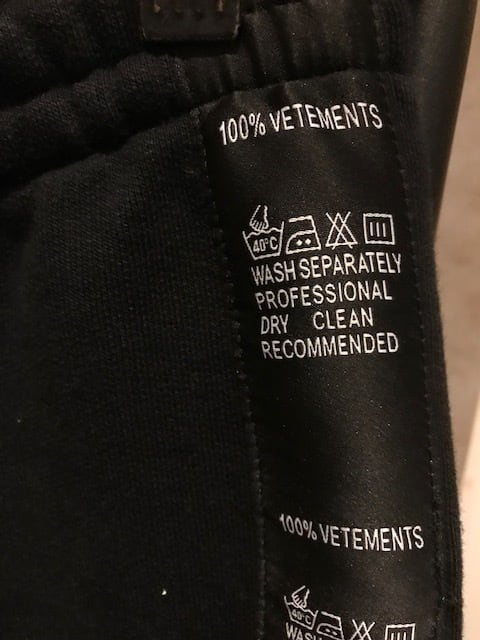 100% VETEMENTS
40°C
WASH SEPARATELY
PROFESSIONAL
DRY CLEAN
RECOMMENDED
100% VETEMENTS
40°C